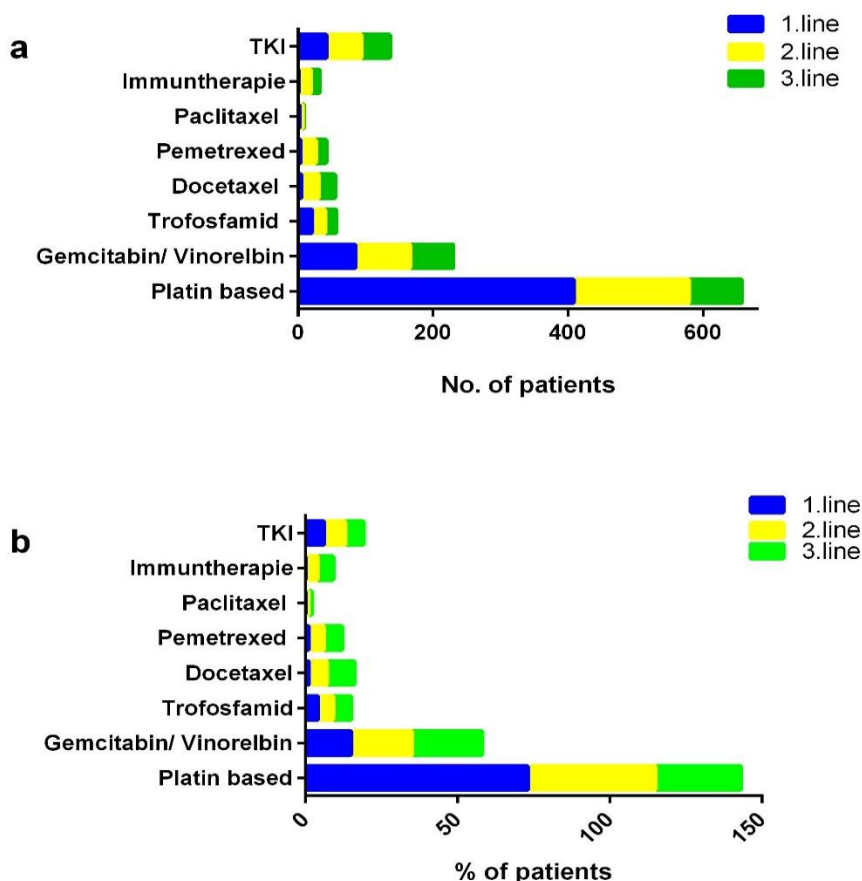 a
1.line
2.line
3.line
TKI
Immuntherapie
Paclitaxel
Pemetrexed
Docetaxel
Trofosfamid
Gemcitabin/ Vinorelbin
Platin based
0 200 400 600
No. of patients
b
1.line
2.line
3.line
TKI
Immuntherapie
Paclitaxel
Pemetrexed
Docetaxel
Trofosfamid
Gemcitabin/ Vinorelbin
Platin based
0 50 100 150
% of patients